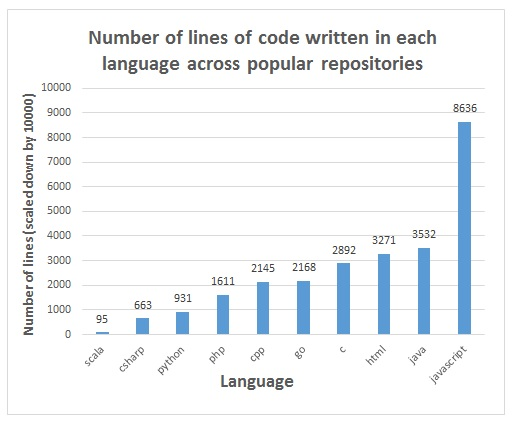 Number of lines of code written in each
language across popular repositories
Number of lines (scaled down by 10000)
10000
9000
8000
7000
6000
5000
4000
3000
2000
1000
0
95
663
931
1611
2145
2168
2892
3271
3532
8636
scala
csharp
python
php
cpp
go
c
html
java
javascript
Language